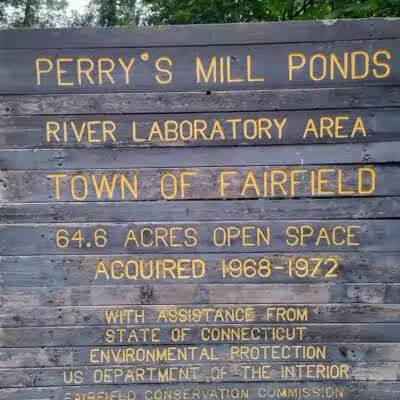 PERRY'S MILL PONDS
RIVER LABORATORY AREA
TOWN OF FAIRFIELD
64.6 ACRES OPEN SPACE
ACQUIRED 1968-1972
WITH ASSISTANCE FROM
STATE OF CONNECTICUT
ENVIRONMENTAL PROTECTION
US DEPARTMENT OF THE INTERIOR
FAIRFIELD CONSERVATION COMMISSION